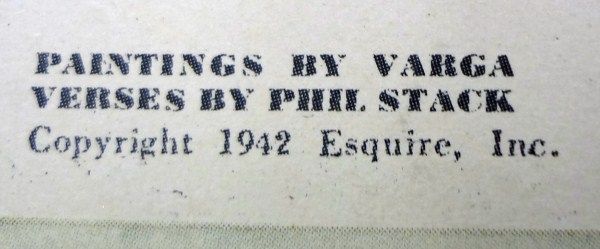 PAINTINGS BY VARGA
VERSES BY PHIL STACK
Copyright 1942 Esquire, Inc.